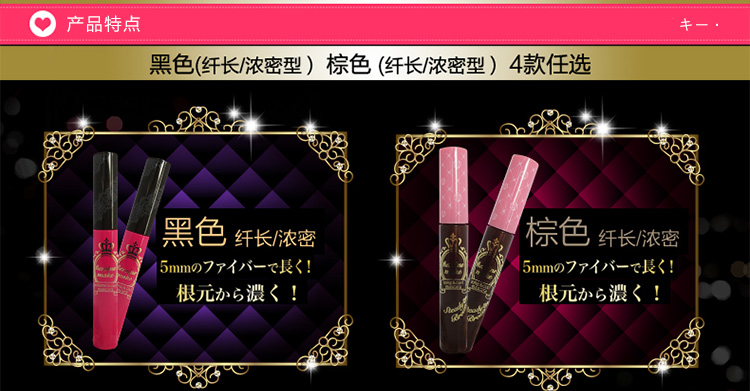 产品特点
キー・
黑色(纤长/浓密型 ) 棕色 (纤长/浓密型 ) 4款任选
黑色 纤长/浓密
5mmのファイバーで長く!
根元から濃く！
棕色 纤长/浓密
5mmのファイバーで長く!
根元から濃く！